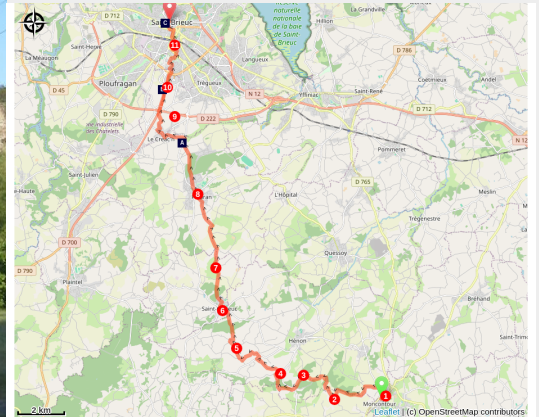 D 712
Saint-Brieuc
C
naturelle
nationale
de la baie
de Saint-
Brieuc
Hillion
La Grandville
Saint-Hervé
11
Langueux
D 786
La Méaugon
Coëtmieux
Andel
Ploufragan
10
Trégueux
Yffiniac
Saint-René
D 45
N 12
D 712
D 790
9
D 222
Le Créac
A
N 12
Pommeret
Saint-Julien
D 765
Meslin
8
L'Hôpital
Trégenestre
D 700
Quessoy
7
D 790
Plaintel
Bréhand
6
Hénon
5
4
3
2
1
Moncontour
2 km
Leaflet | (c) OpenStreetMap contributors